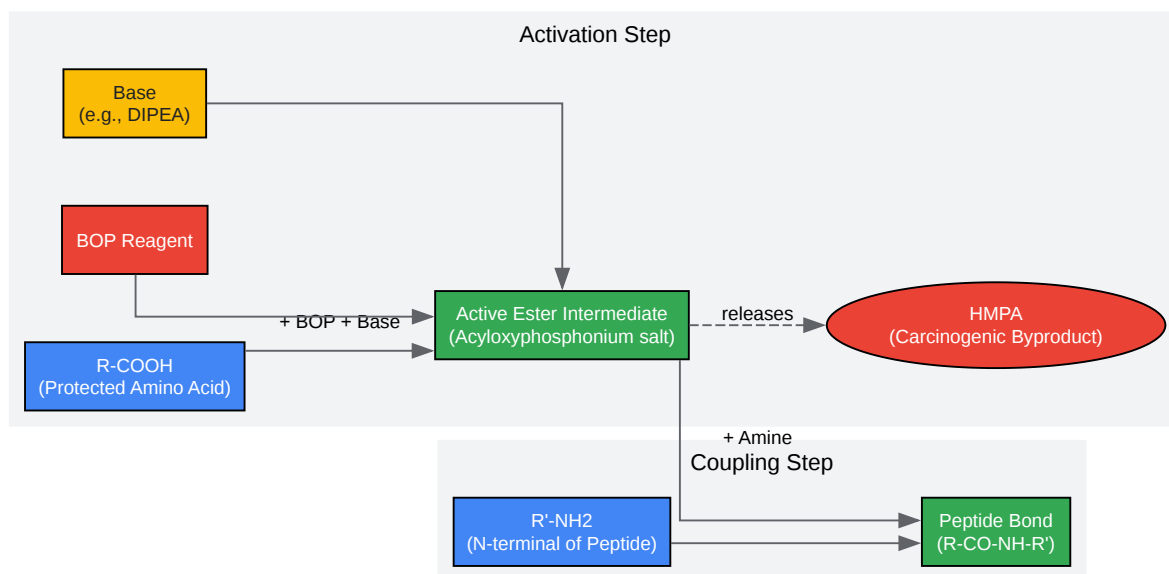 Activation Step
Base
(e.g., DIPEA)
BOP Reagent
+ BOP + Base
R-COOH
(Protected Amino Acid)
Active Ester Intermediate
(Acyloxyphosphonium salt)
releases
HMPA
(Carcinogenic Byproduct)
+ Amine
Coupling Step
R'-NH2
(N-terminal of Peptide)
Peptide Bond
(R-CO-NH-R')